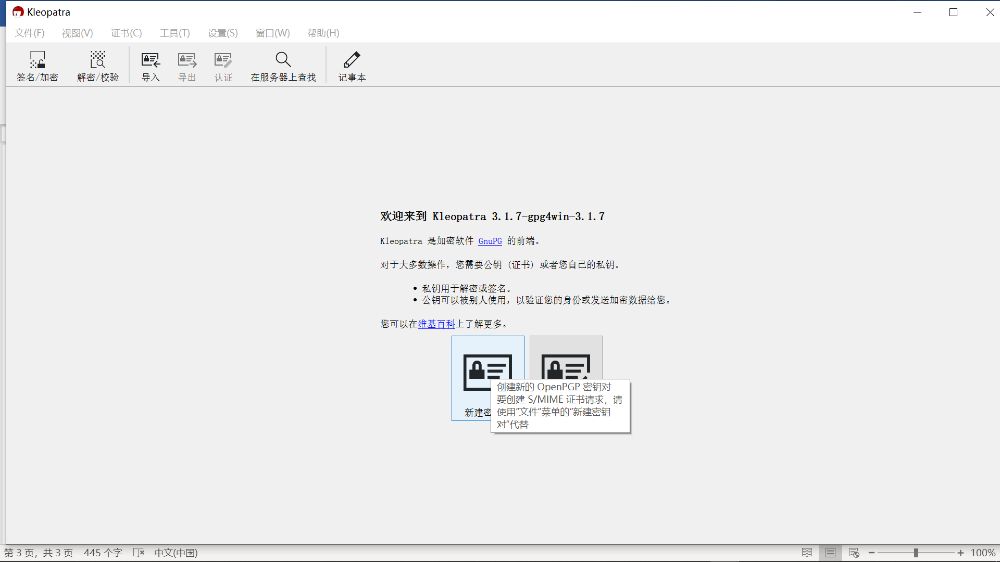 Kleopatra
文件(F) 视图(V) 证书(C) 工具(T) 设置(S) 窗口(W) 帮助(H)
签名/加密 解密/校验 导入 导出 认证 在服务器上查找 记事本
欢迎来到 Kleopatra 3.1.7-gpg4win-3.1.7
Kleopatra 是加密软件 GnuPG 的前端。
对于大多数操作，您需要公钥 (证书) 或者您自己的私钥。
• 私钥用于解密或签名。
• 公钥可以被别人使用，以验证您的身份或发送加密数据给您。
您可以在维基百科上了解更多。
新建密
创建新的 OpenPGP 密钥对
要创建 S/MIME 证书请求，请
使用”文件“菜单的”新建密钥
对“代替
第 3 页，共 3 页 445 个字 中文(中国) 100%